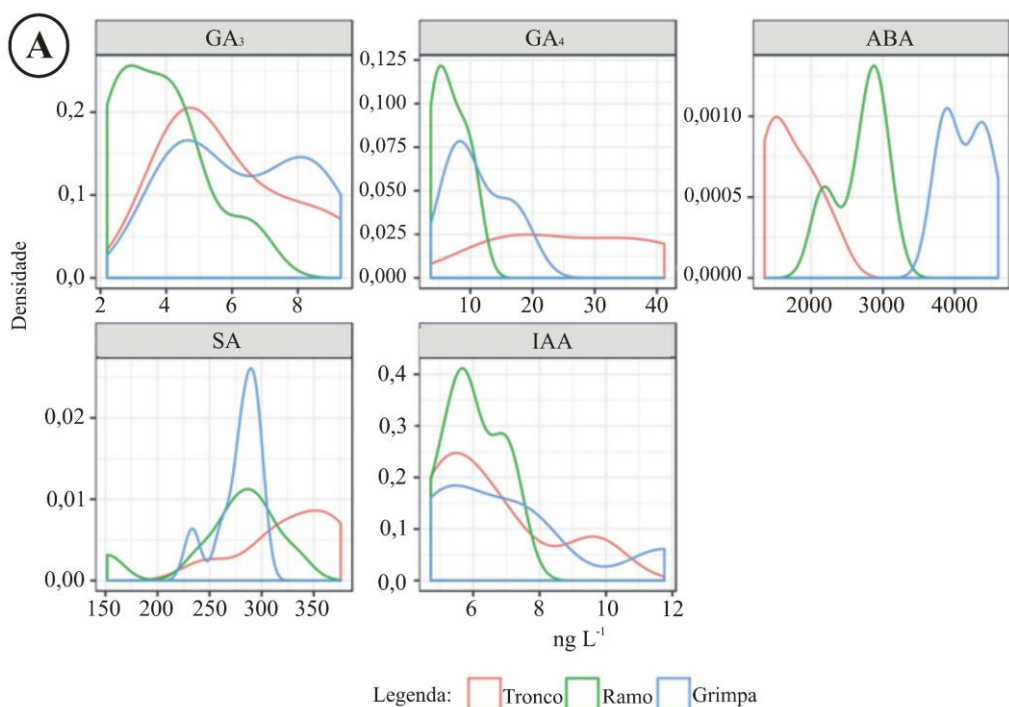 A
GA₃
GA₄
ABA
Densidade
0,2
0,1
0,0
2 4 6 8
0,125
0,100
0,075
0,050
0,025
0,000
10 20 30 40
0,0010
0,0005
0,0000
2000 3000 4000
SA
IAA
0,02
0,01
0,00
150 200 250 300 350
0,4
0,3
0,2
0,1
0,0
6 8 10 12
ng L⁻¹
Legenda: Tronco Ramo Grimpa